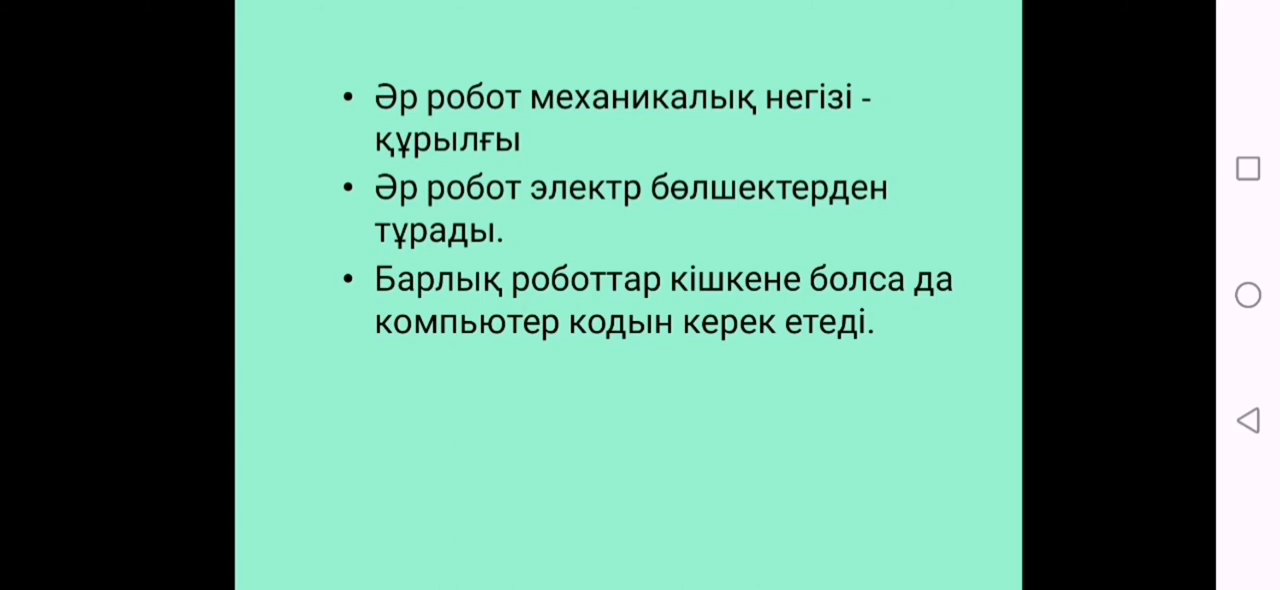 • Әр робот механикалық негізі -
құрылғы
• Әр робот электр бөлшектерден
тұрады.
• Барлық роботтар кішкене болса да
компьютер кодын керек етеді.